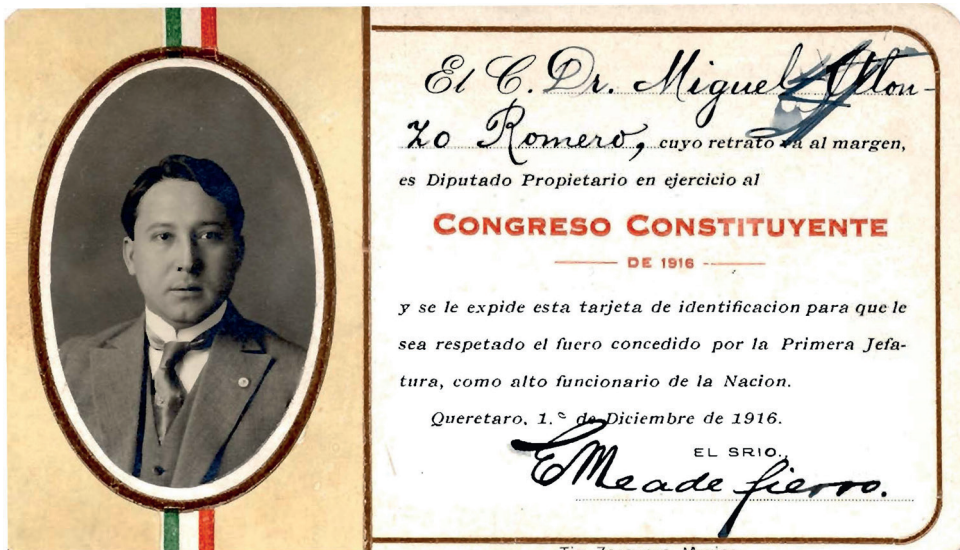 El C. Dr. Miguel Alon-
zo Romero, cuyo retrato va al margen,
es Diputado Propietario en ejercicio al
CONGRESO CONSTITUYENTE
DE 1916
y se le expide esta tarjeta de identificacion para que le
sea respetado el fuero concedido por la Primera Jefa-
tura, como alto funcionario de la Nacion.
Queretaro, 1.º de Diciembre de 1916.
EL SRIO.,
E Meade fierro.